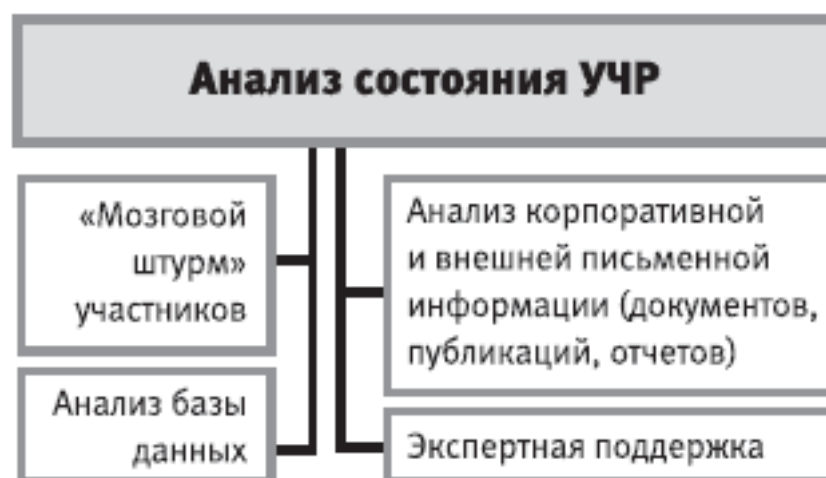 Анализ состояния УЧР
«Мозговой
штурм»
участников
Анализ базы
данных
Анализ корпоративной
и внешней письменной
информации (документов,
публикаций, отчетов)
Экспертная поддержка